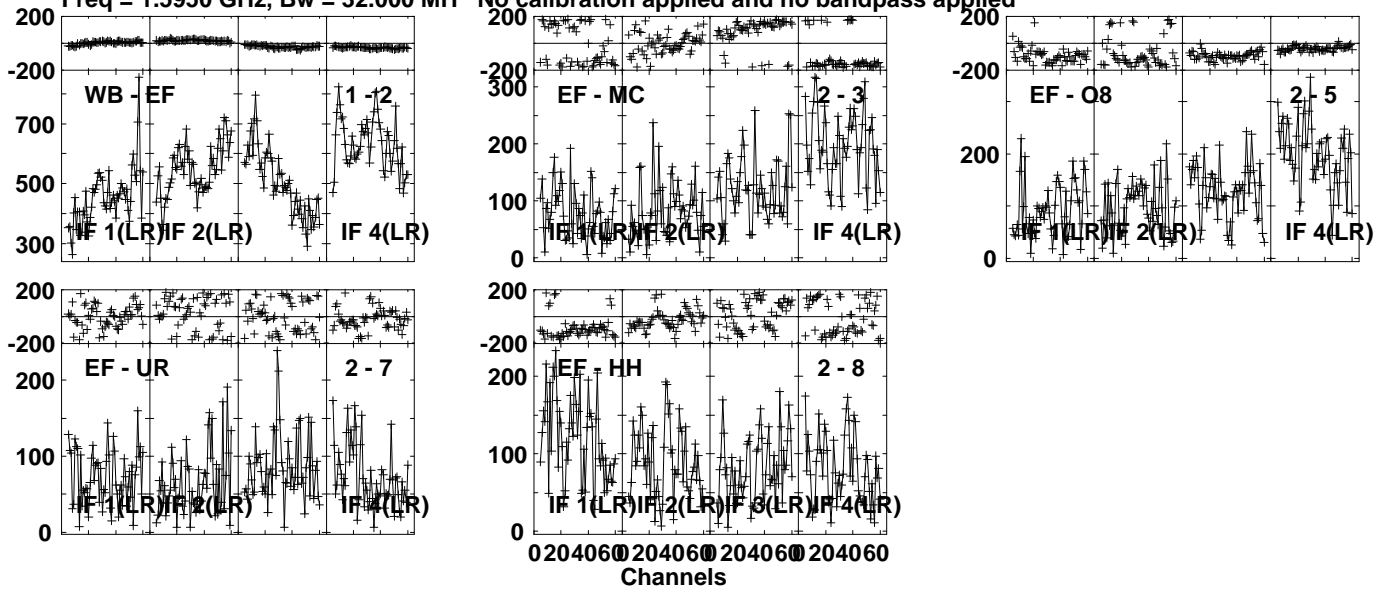 Freq = 1.5950 GHz, Bw = 32.000 MH No calibration applied and no bandpass applied
200
-200
WB - EF 1 - 2
700
500
300
IF 1(LR) IF 2(LR) IF 4(LR)
200
-200
300
EF - MC 2 - 3
200
100
0
IF 1(LR) IF 2(LR) IF 4(LR)
200
-200
EF - O8 2 - 5
200
0
IF 1(LR) IF 2(LR) IF 4(LR)
200
-200
EF - UR 2 - 7
200
100
0
IF 1(LR) IF 2(LR) IF 4(LR)
200
-200
EF - HH 2 - 8
200
100
0
IF 1(LR) IF 2(LR) IF 3(LR) IF 4(LR)
0 20 40 60 0 20 40 60 0 20 40 60 0 20 40 60
Channels